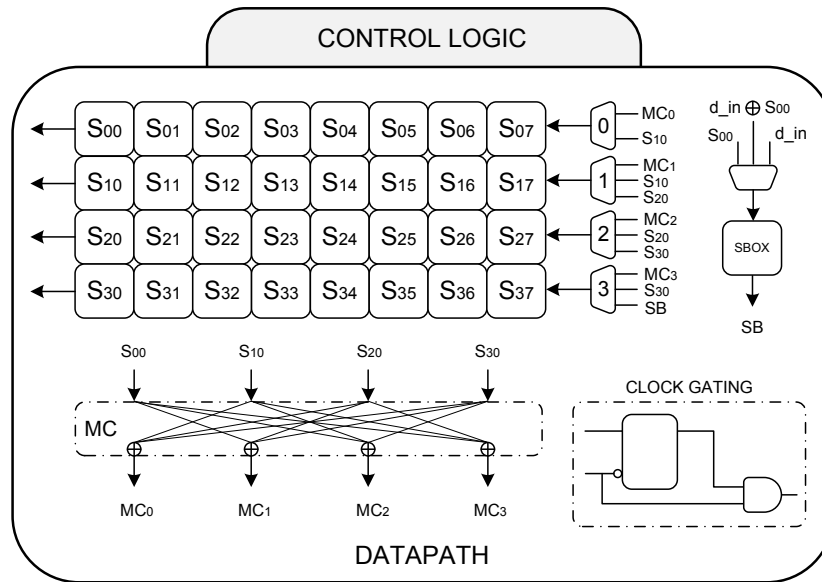 CONTROL LOGIC
S00 S01 S02 S03 S04 S05 S06 S07
0
MC0
S10
S10 S11 S12 S13 S14 S15 S16 S17
1
MC1
S10
S20
S20 S21 S22 S23 S24 S25 S26 S27
2
MC2
S20
S30
S30 S31 S32 S33 S34 S35 S36 S37
3
MC3
S30
SB
d_in ⊕ S00
S00 d_in
SBOX
SB
S00 S10 S20 S30
MC
MC0 MC1 MC2 MC3
CLOCK GATING
DATAPATH